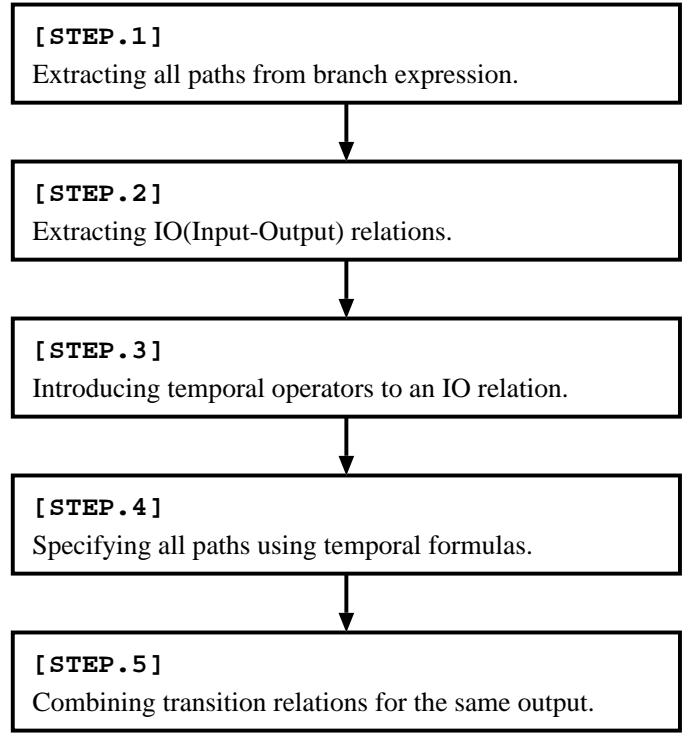 [STEP.1]
Extracting all paths from branch expression.
[STEP.2]
Extracting IO(Input-Output) relations.
[STEP.3]
Introducing temporal operators to an IO relation.
[STEP.4]
Specifying all paths using temporal formulas.
[STEP.5]
Combining transition relations for the same output.